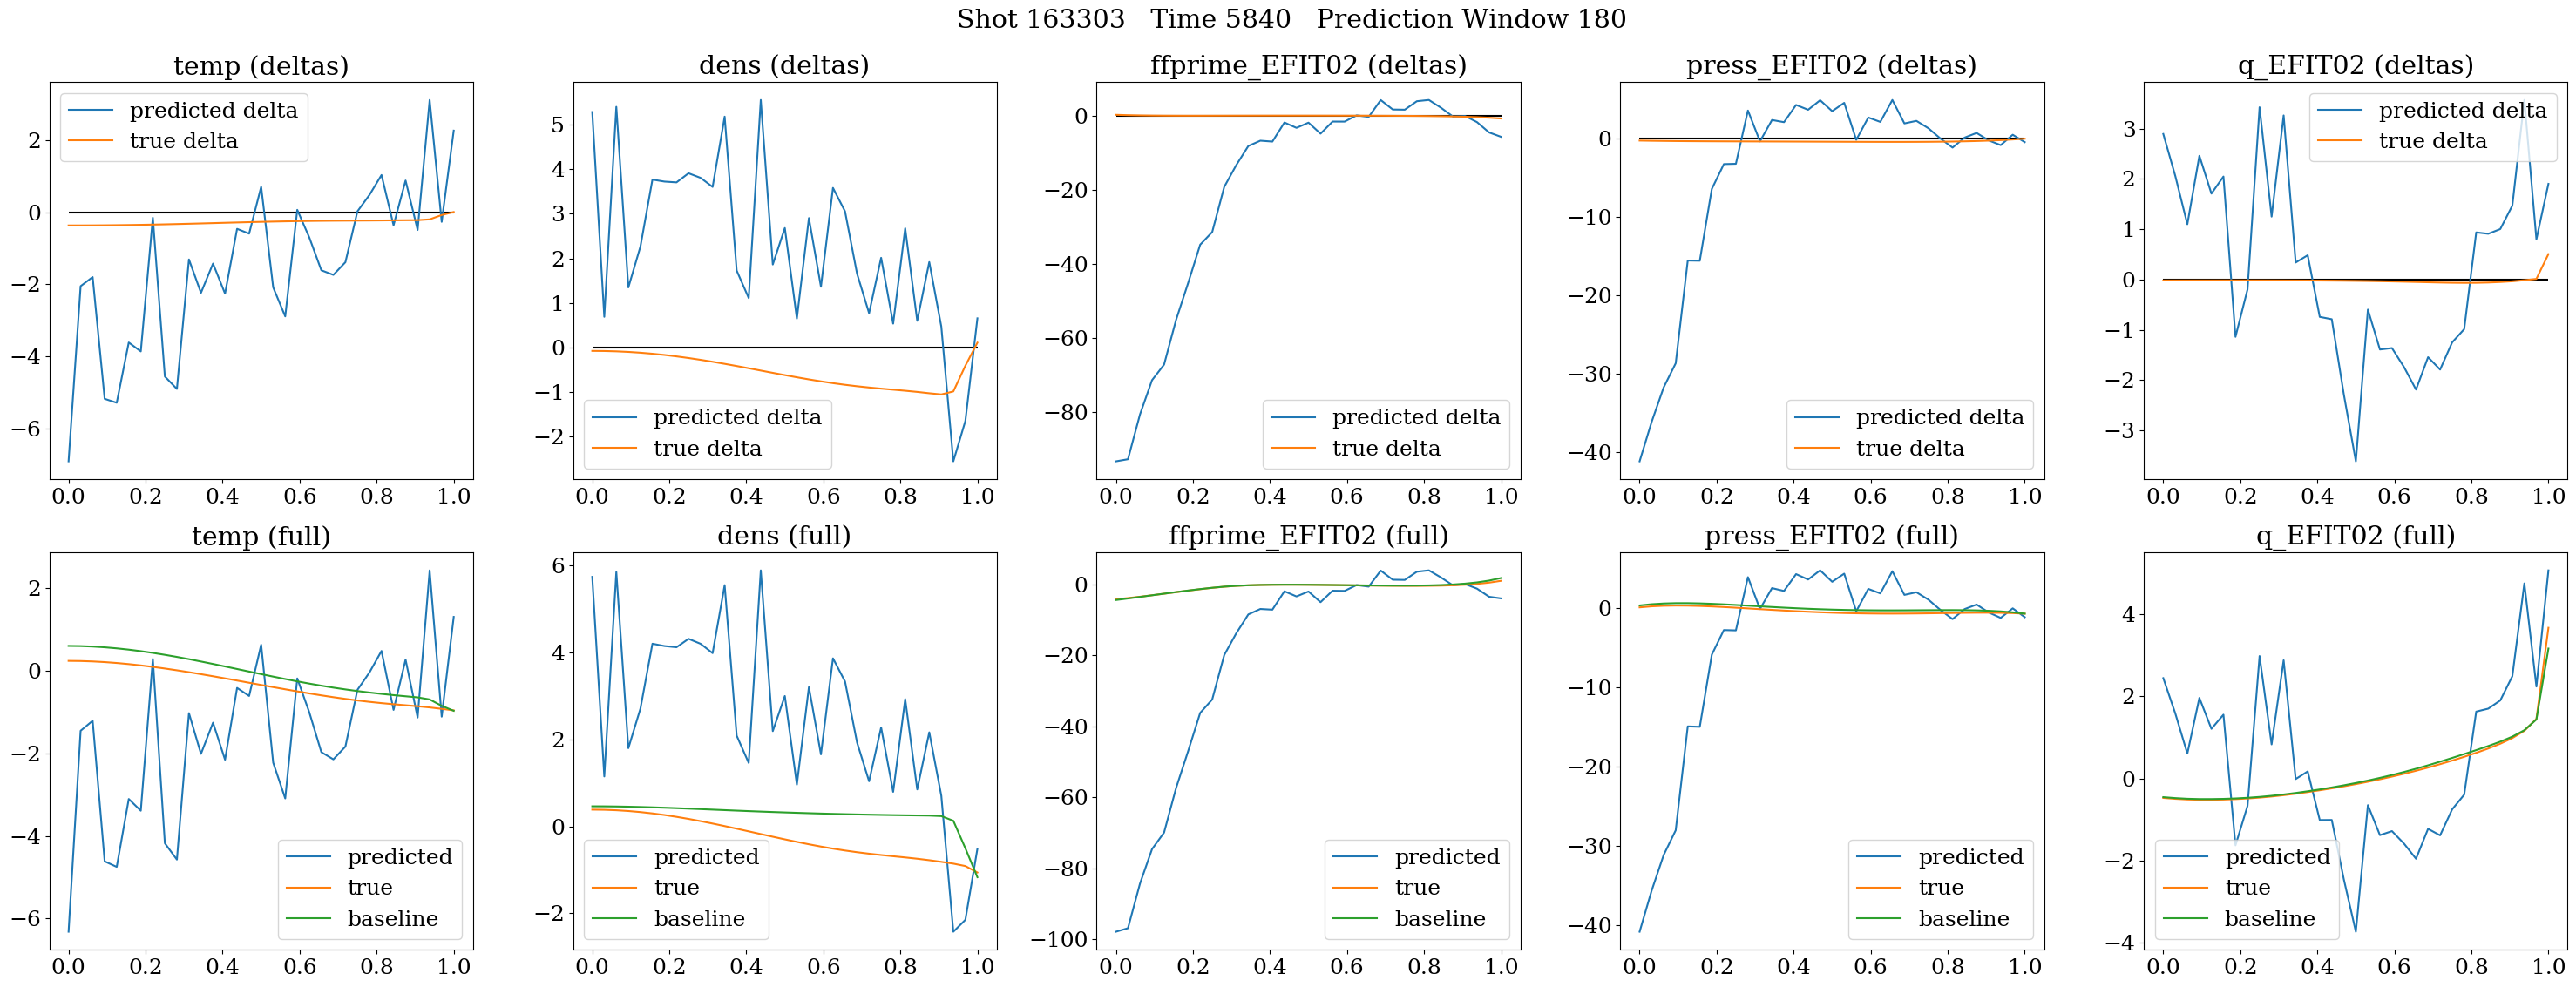 Shot 163303   Time 5840   Prediction Window 180
temp (deltas)
predicted delta
true delta
2
0
−2
−4
−6
0.0 0.2 0.4 0.6 0.8 1.0
dens (deltas)
5
4
3
2
1
0
−1
−2
predicted delta
true delta
0.0 0.2 0.4 0.6 0.8 1.0
ffprime_EFIT02 (deltas)
0
−20
−40
−60
−80
predicted delta
true delta
0.0 0.2 0.4 0.6 0.8 1.0
press_EFIT02 (deltas)
0
−10
−20
−30
−40
predicted delta
true delta
0.0 0.2 0.4 0.6 0.8 1.0
q_EFIT02 (deltas)
predicted delta
true delta
3
2
1
0
−1
−2
−3
0.0 0.2 0.4 0.6 0.8 1.0
temp (full)
2
0
−2
−4
−6
predicted
true
baseline
0.0 0.2 0.4 0.6 0.8 1.0
dens (full)
6
4
2
0
−2
predicted
true
baseline
0.0 0.2 0.4 0.6 0.8 1.0
ffprime_EFIT02 (full)
0
−20
−40
−60
−80
−100
predicted
true
baseline
0.0 0.2 0.4 0.6 0.8 1.0
press_EFIT02 (full)
0
−10
−20
−30
−40
predicted
true
baseline
0.0 0.2 0.4 0.6 0.8 1.0
q_EFIT02 (full)
4
2
0
−2
−4
predicted
true
baseline
0.0 0.2 0.4 0.6 0.8 1.0